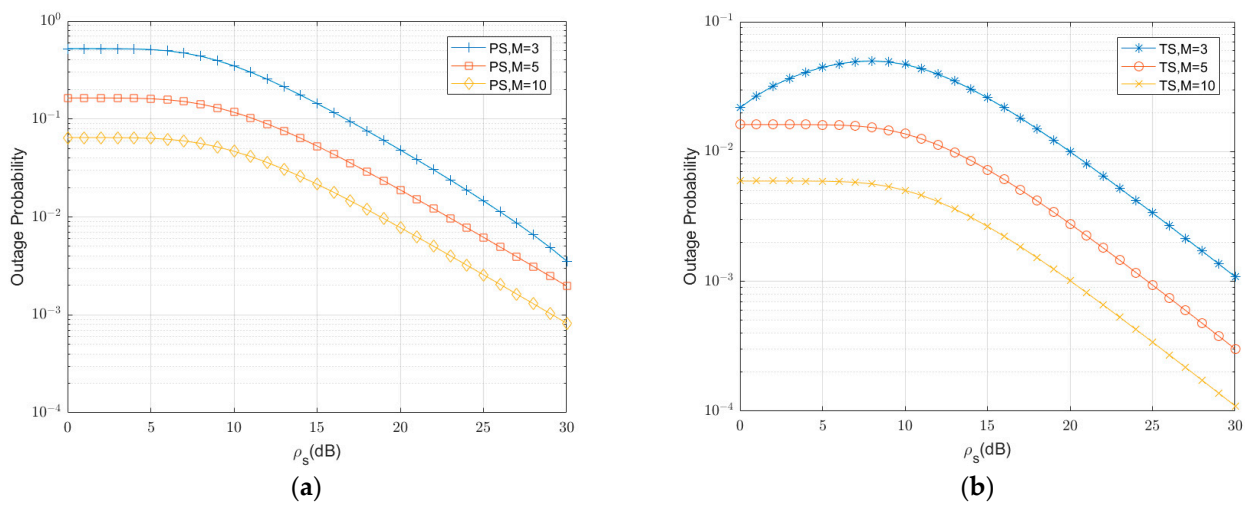 10^0
10^-1
10^-2
10^-3
10^-4
Outage Probability
0 5 10 15 20 25 30
ρ_s(dB)
PS,M=3
PS,M=5
PS,M=10
(a)
10^-1
10^-2
10^-3
10^-4
Outage Probability
0 5 10 15 20 25 30
ρ_s(dB)
TS,M=3
TS,M=5
TS,M=10
(b)